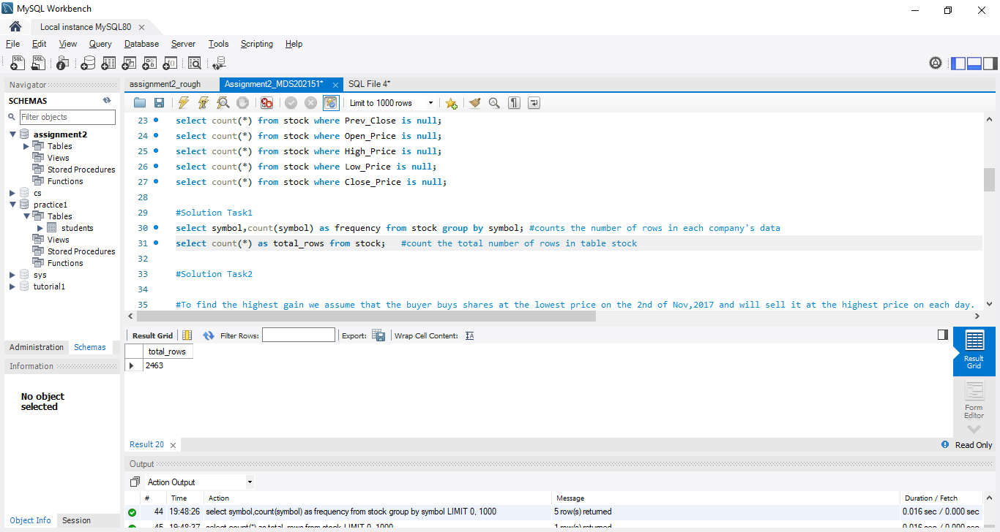 MySQL Workbench
Local instance MySQL80
File Edit View Query Database Server Tools Scripting Help
Navigator
SCHEMAS
Filter objects
assignment2
Tables
Views
Stored Procedures
Functions
cs
practice1
Tables
students
Views
Stored Procedures
Functions
sys
tutorial1
Administration Schemas
Information
No object
selected
Object Info Session
assignment2_rough Assignment2_MDS202151* SQL File 4*
Limit to 1000 rows
23 select count(*) from stock where Prev_Close is null;
24 select count(*) from stock where Open_Price is null;
25 select count(*) from stock where High_Price is null;
26 select count(*) from stock where Low_Price is null;
27 select count(*) from stock where Close_Price is null;
28
29 #Solution Task1
30 select symbol,count(symbol) as frequency from stock group by symbol; #counts the number of rows in each company's data
31 select count(*) as total_rows from stock; #count the total number of rows in table stock
32
33 #Solution Task2
34
35 #To find the highest gain we assume that the buyer buys shares at the lowest price on the 2nd of Nov,2017 and will sell it at the highest price on each day.
Result Grid Filter Rows: Export: Wrap Cell Content:
total_rows
2463
Result
Grid
Form
Editor
Result 20 Read Only
Output
Action Output
# Time Action Message Duration / Fetch
44 19:48:26 select symbol,count(symbol) as frequency from stock group by symbol LIMIT 0, 1000 5 row(s) returned 0.016 sec / 0.000 sec
45 19:48:37 select count(*) as total_rows from stock LIMIT 0, 1000 1 row(s) returned 0.000 sec / 0.000 sec